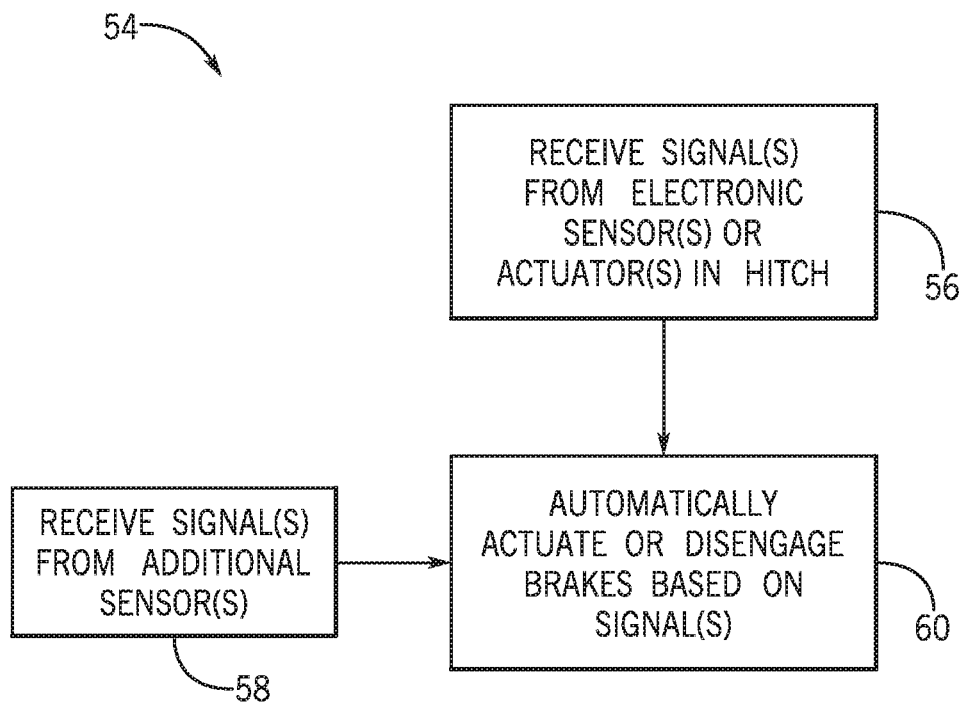 54
RECEIVE SIGNAL(S)
FROM ELECTRONIC
SENSOR(S) OR
ACTUATOR(S) IN HITCH
56
RECEIVE SIGNAL(S)
FROM ADDITIONAL
SENSOR(S)
58
AUTOMATICALLY
ACTUATE OR DISENGAGE
BRAKES BASED ON
SIGNAL(S)
60